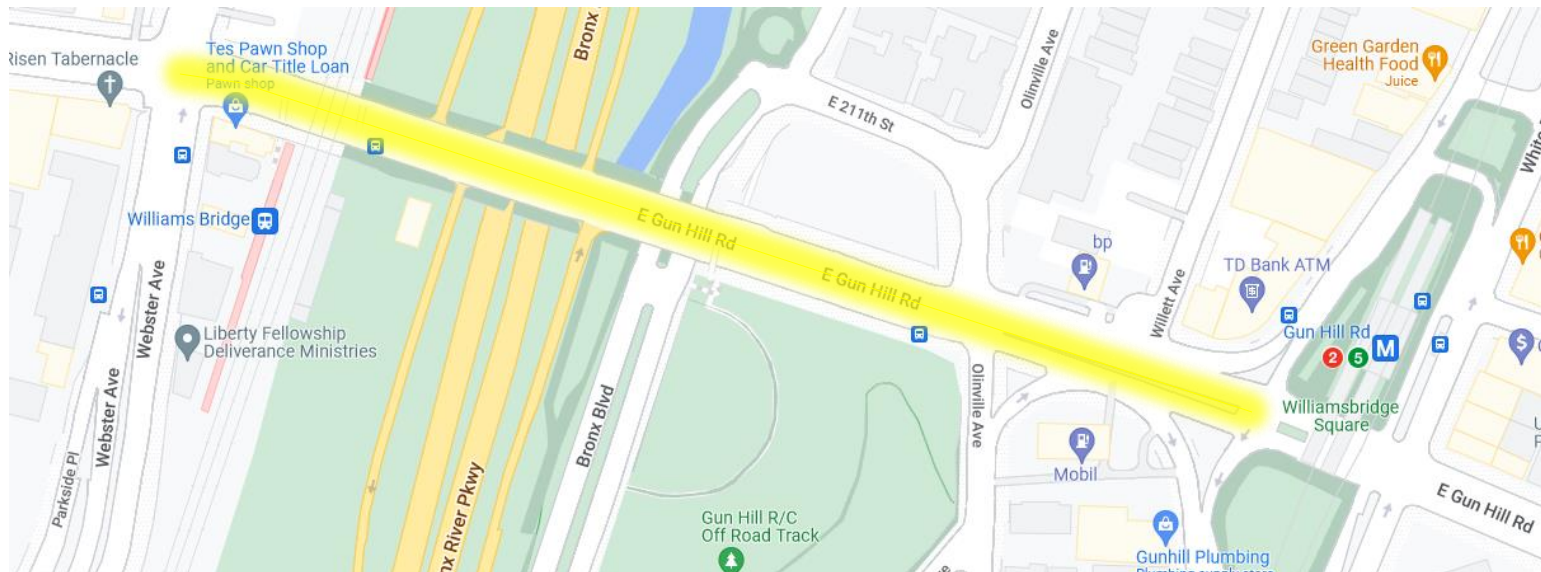 Risen Tabernacle
Tes Pawn Shop
and Car Title Loan
Pawn shop
Bronx
E 211th St
Olinville Ave
Green Garden
Health Food
Juice
Williams Bridge
E Gun Hill Rd
E Gun Hill Rd
bp
Willett Ave
TD Bank ATM
Webster Ave
Liberty Fellowship
Deliverance Ministries
Gun Hill Rd
M
2 5
Williamsbridge
Square
Webster Ave
Parkside Pl
Bronx Blvd
Olinville Ave
Mobil
E Gun Hill Rd
nx River Pkwy
Gun Hill R/C
Off Road Track
Gunhill Plumbing